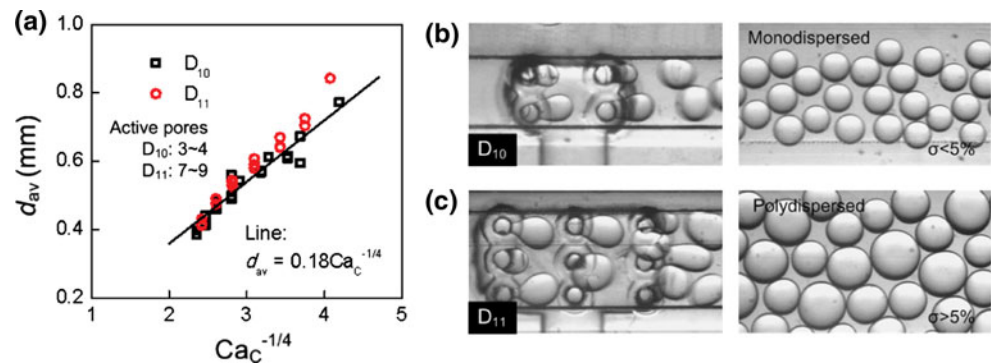 (a)
1.0
0.8
0.6
0.4
0.2
d_av (mm)
D₁₀
D₁₁
Active pores
D₁₀: 3~4
D₁₁: 7~9
Line:
d_av = 0.18Ca_C^-1/4
1 2 3 4 5
Ca_C^-1/4
(b)
D₁₀
Monodispersed
σ<5%
(c)
D₁₁
Polydispersed
σ>5%